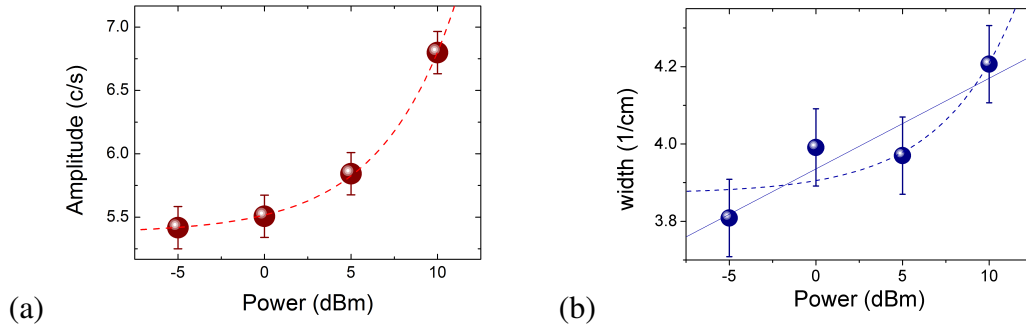 Amplitude (c/s)
7.0
6.5
6.0
5.5
-5 0 5 10
Power (dBm)
(a)
width (1/cm)
4.2
4.0
3.8
-5 0 5 10
Power (dBm)
(b)